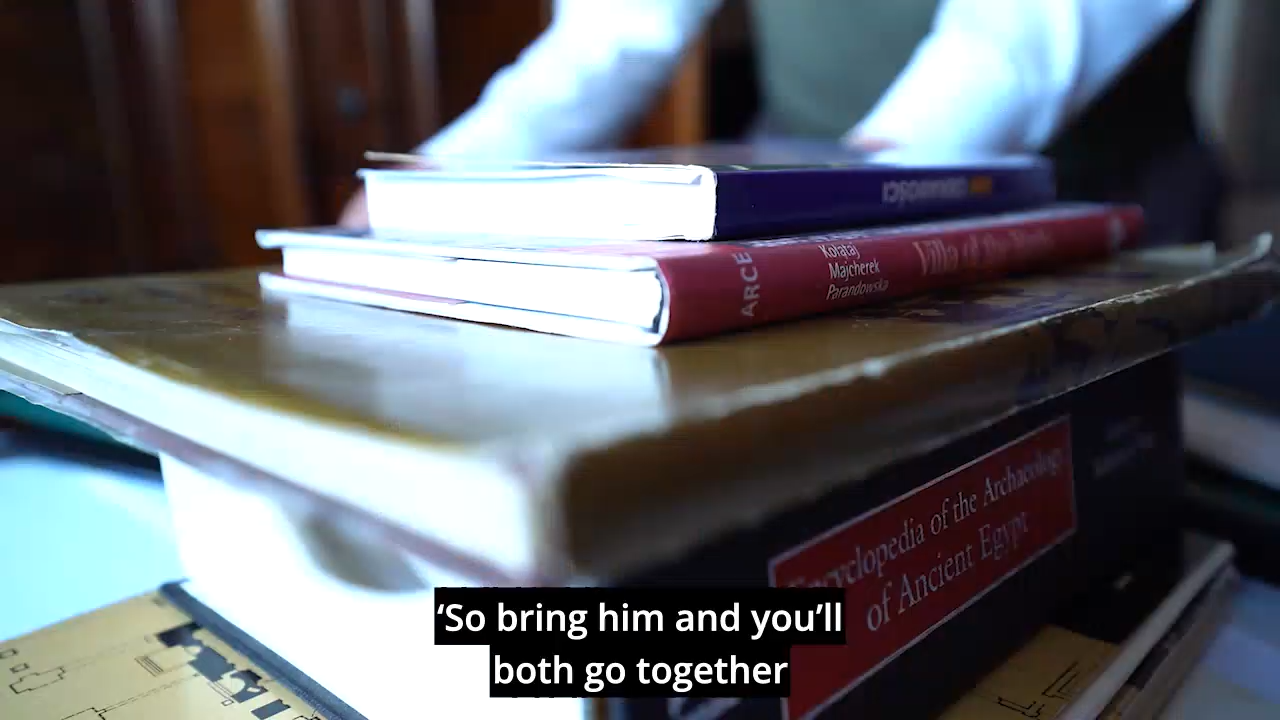 ARCE
Kołątaj
Majcherek
Parandowska
Villa of the Birds
Encyclopedia of the Archaeology
of Ancient Egypt
‘So bring him and you’ll
both go together